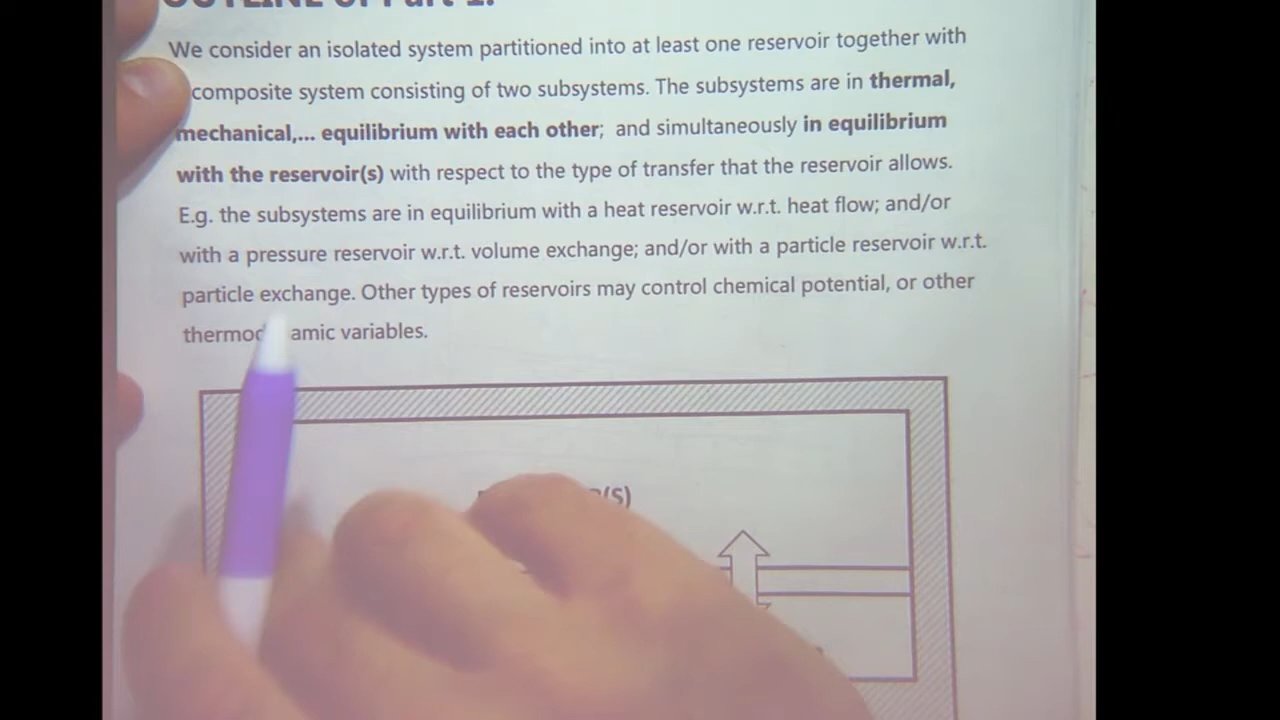 OUTLINE of Part 1:
We consider an isolated system partitioned into at least one reservoir together with
composite system consisting of two subsystems. The subsystems are in thermal,
mechanical,... equilibrium with each other; and simultaneously in equilibrium
with the reservoir(s) with respect to the type of transfer that the reservoir allows.
E.g. the subsystems are in equilibrium with a heat reservoir w.r.t. heat flow; and/or
with a pressure reservoir w.r.t. volume exchange; and/or with a particle reservoir w.r.t.
particle exchange. Other types of reservoirs may control chemical potential, or other
variables.
(S)